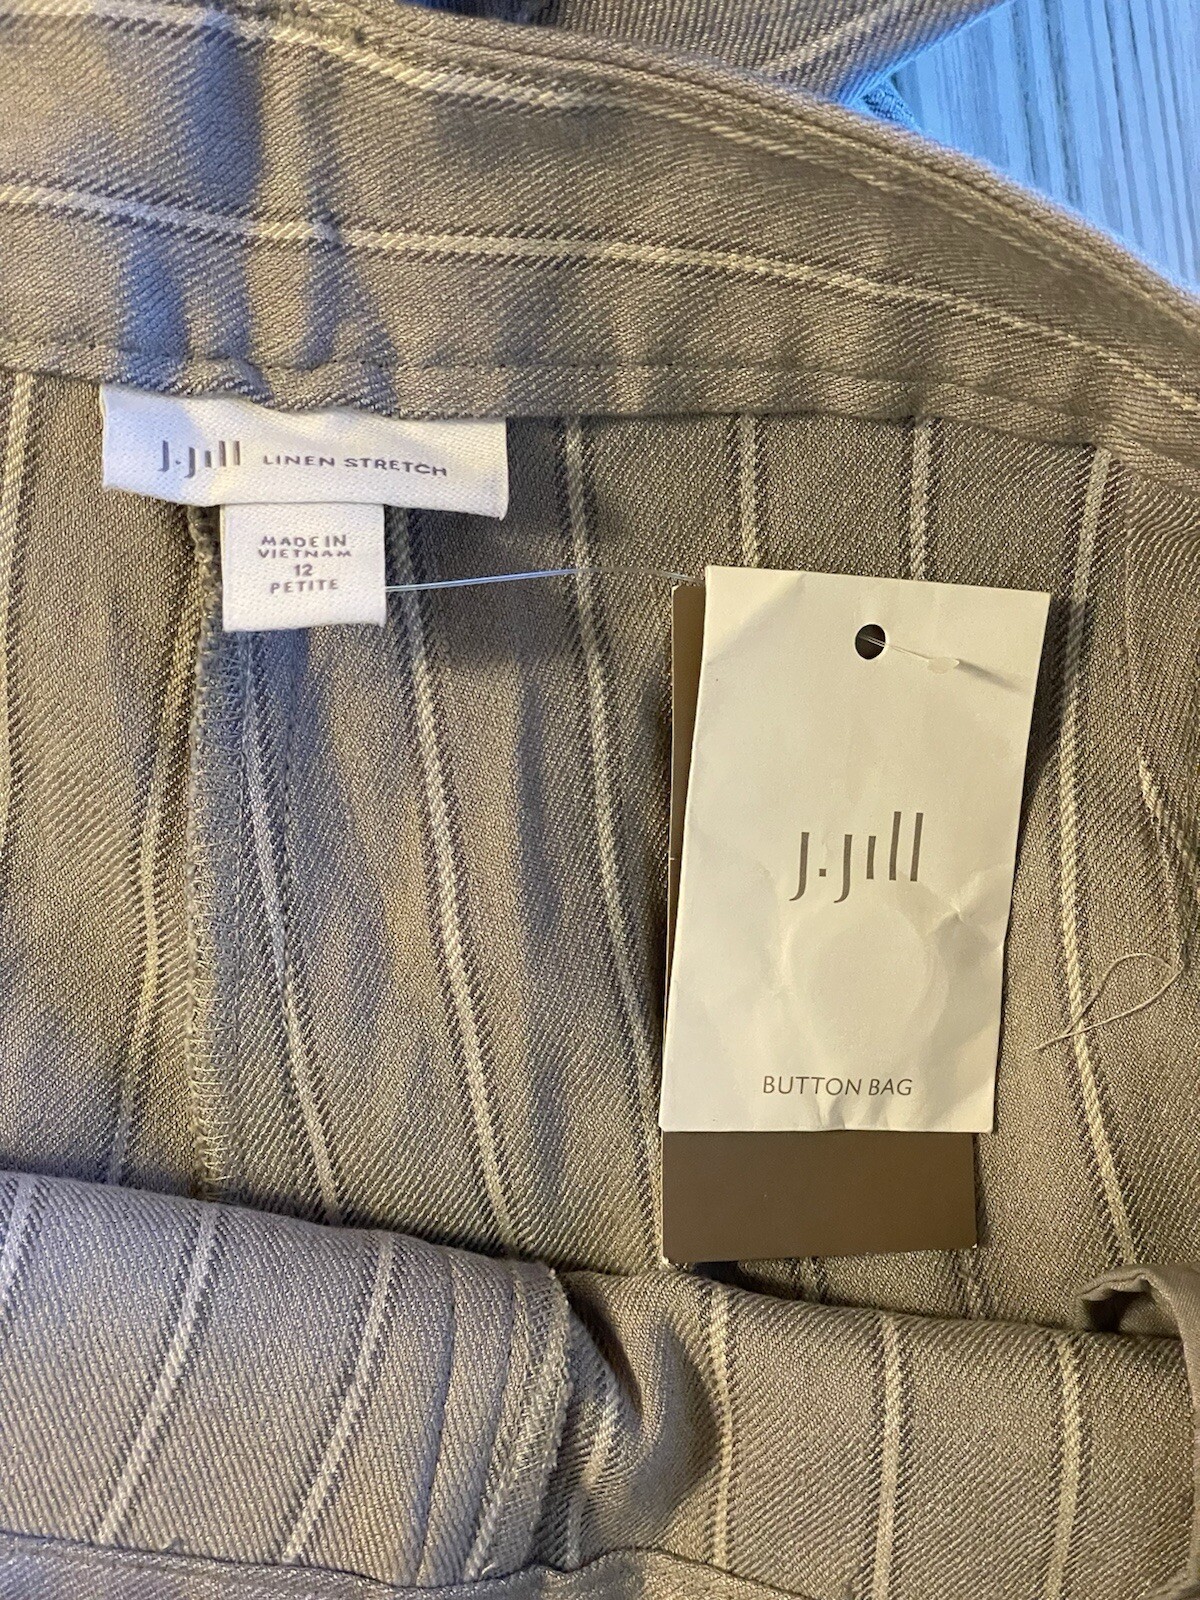 J.Jill LINEN STRETCH
MADE IN
VIETNAM
12
PETITE
J.Jill
BUTTON BAG